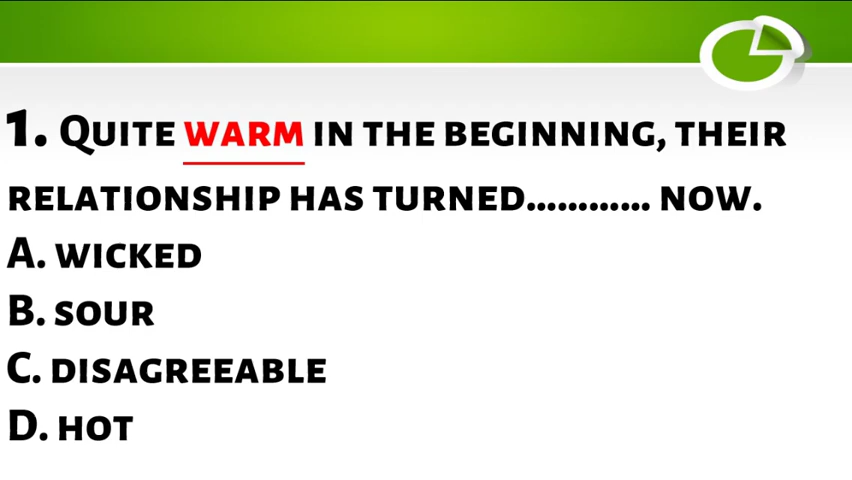 1. QUITE WARM IN THE BEGINNING, THEIR
RELATIONSHIP HAS TURNED............ NOW.
A. WICKED
B. SOUR
C. DISAGREEABLE
D. HOT